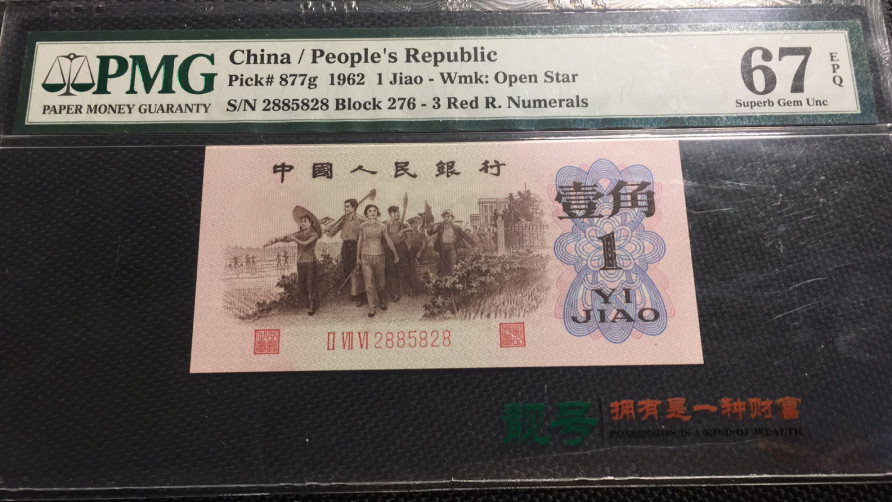 PMG
PAPER MONEY GUARANTY
China / People's Republic
Pick# 877g 1962 1 Jiao - Wmk: Open Star
S/N 2885828 Block 276 - 3 Red R. Numerals
67 EPQ
Superb Gem Unc
中國人民銀行
壹角
1
YI
JIAO
II VII VI 2885828
靓号
拥有是一种财富
POSSESSION IS A KIND OF WEALTH